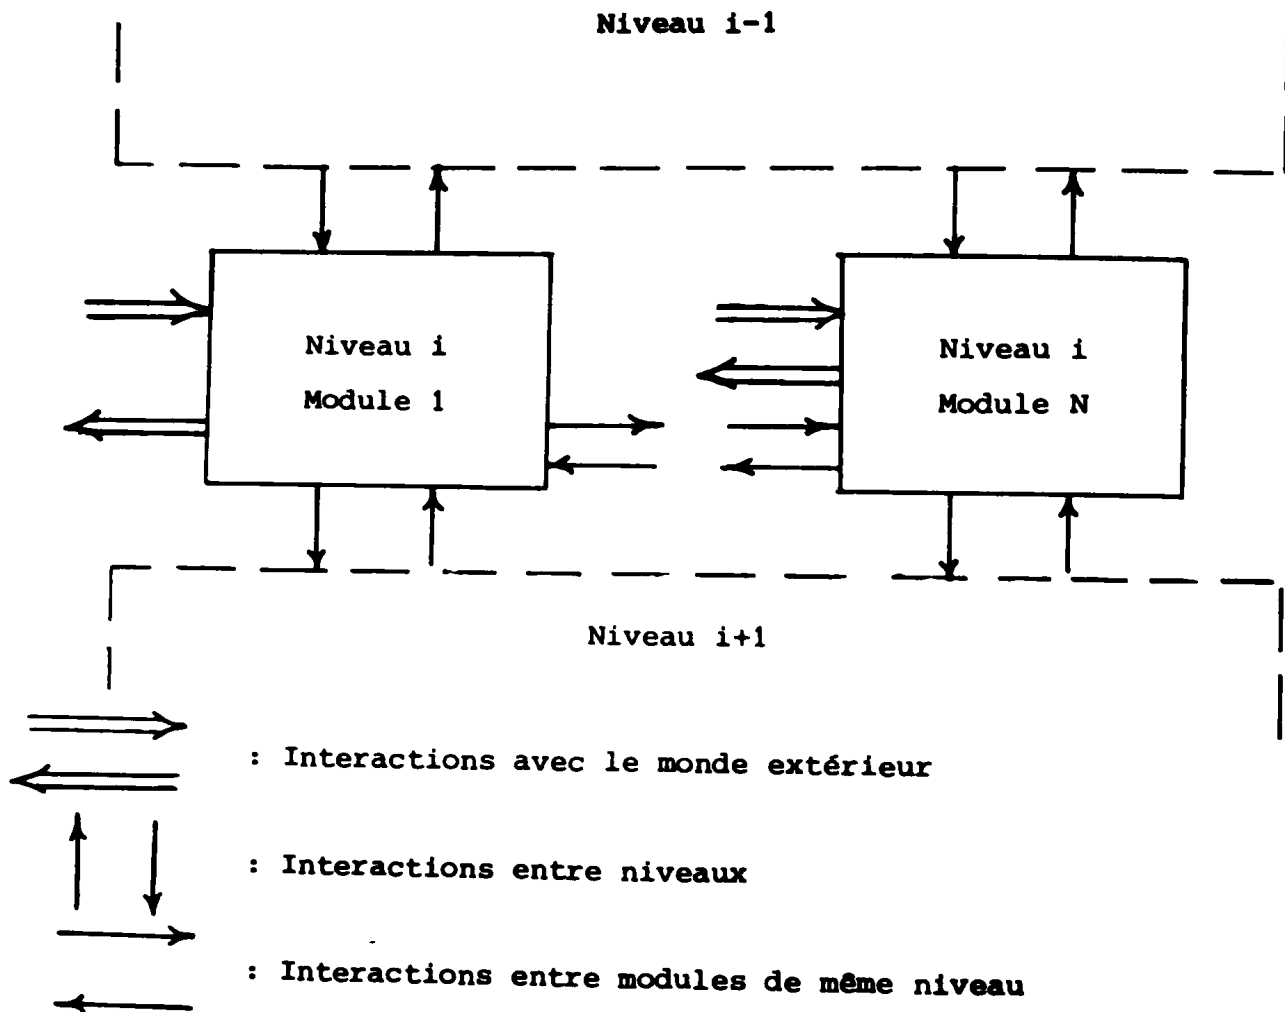 Niveau i-1
Niveau i
Module 1
Niveau i
Module N
Niveau i+1
: Interactions avec le monde extérieur
: Interactions entre niveaux
: Interactions entre modules de même niveau